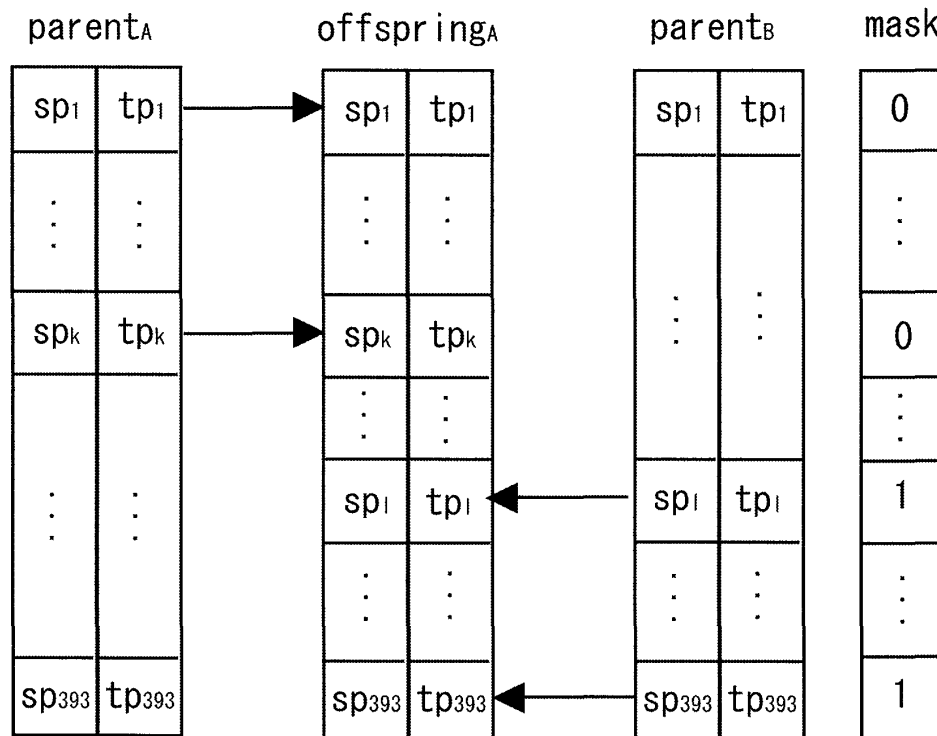 parentA offspringA parentB mask
sp1 tp1 sp1 tp1 sp1 tp1 0
spk tpk spk tpk 0
spl tpl spl tpl 1
sp393 tp393 sp393 tp393 sp393 tp393 1